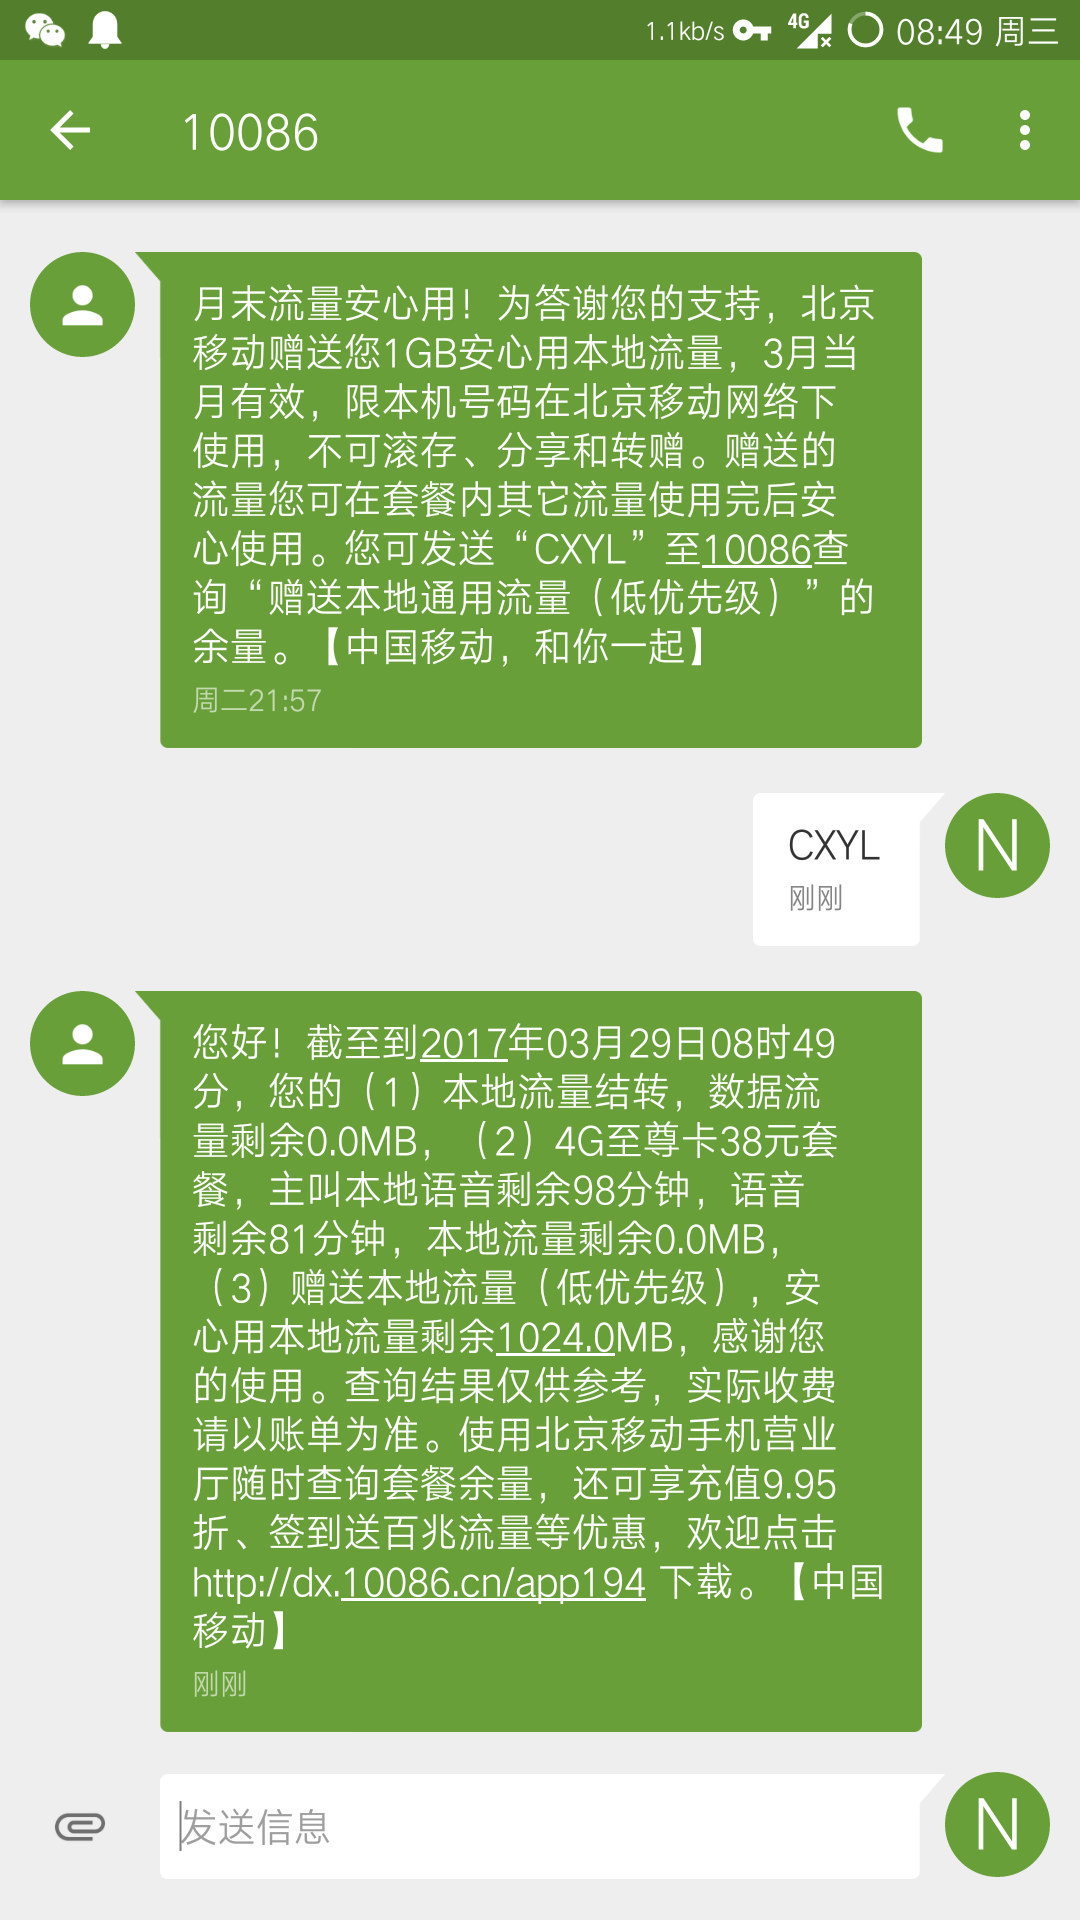 1.1kb/s 4G 08:49 周三
10086
月末流量安心用！为答谢您的支持，北京
移动赠送您1GB安心用本地流量，3月当
月有效，限本机号码在北京移动网络下
使用，不可滚存、分享和转赠。赠送的
流量您可在套餐内其它流量使用完后安
心使用。您可发送“CXYL”至10086查
询“赠送本地通用流量（低优先级）”的
余量。【中国移动，和你一起】
周二21:57
CXYL
刚刚
N
您好！截至到2017年03月29日08时49
分，您的（1）本地流量结转，数据流
量剩余0.0MB，（2）4G至尊卡38元套
餐，主叫本地语音剩余98分钟，语音
剩余81分钟，本地流量剩余0.0MB，
（3）赠送本地流量（低优先级），安
心用本地流量剩余1024.0MB，感谢您
的使用。查询结果仅供参考，实际收费
请以账单为准。使用北京移动手机营业
厅随时查询套餐余量，还可享充值9.95
折、签到送百兆流量等优惠，欢迎点击
http://dx.10086.cn/app194 下载。【中国
移动】
刚刚
发送信息
N